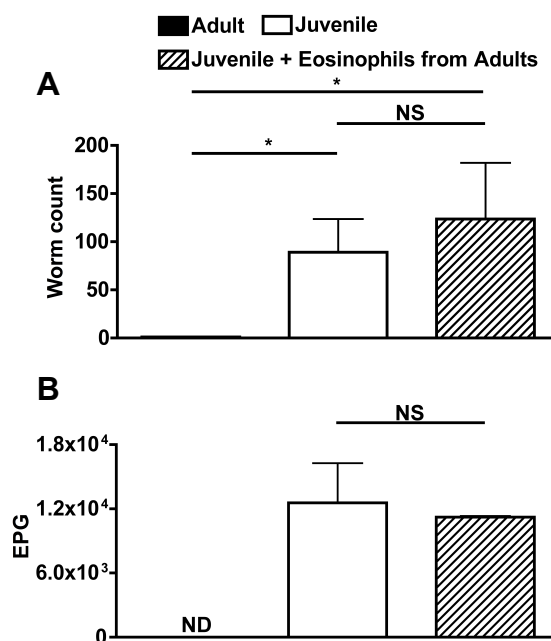 Adult Juvenile
Juvenile + Eosinophils from Adults
A
*
NS
*
200
150
100
50
0
Worm count
B
NS
1.8x10⁴
1.2x10⁴
6.0x10³
0
EPG
ND